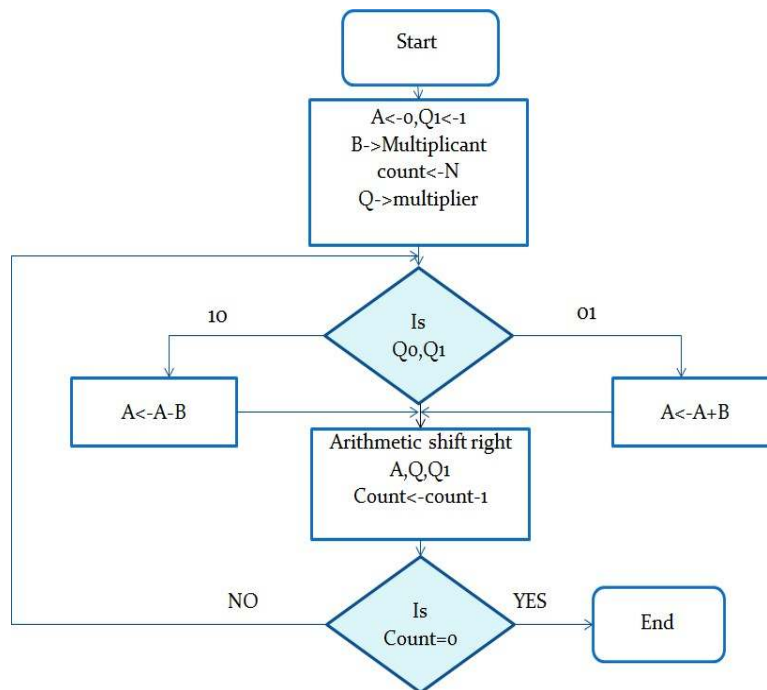 Start
A<-0,Q1<-1
B->Multiplicant
count<-N
Q->multiplier
10
Is
Q0,Q1
01
A<-A-B
A<-A+B
Arithmetic shift right
A,Q,Q1
Count<-count-1
NO
Is
Count=0
YES
End